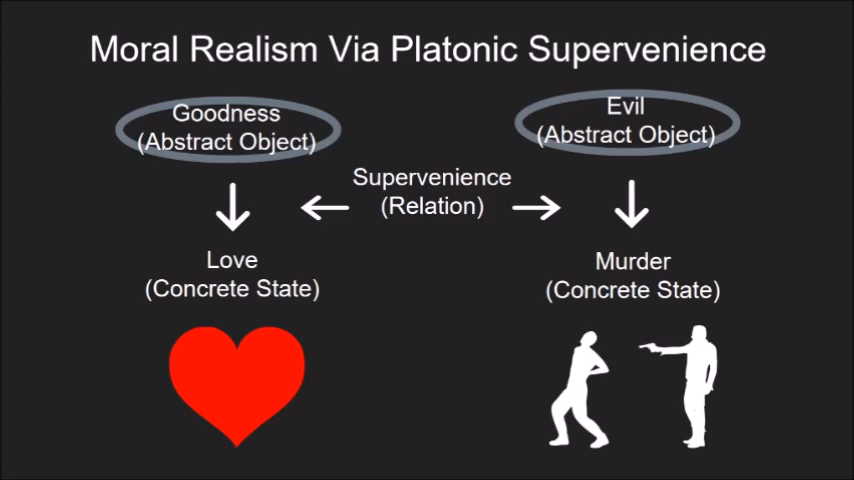 Moral Realism Via Platonic Supervenience
Goodness
(Abstract Object)
Evil
(Abstract Object)
Supervenience
(Relation)
Love
(Concrete State)
Murder
(Concrete State)